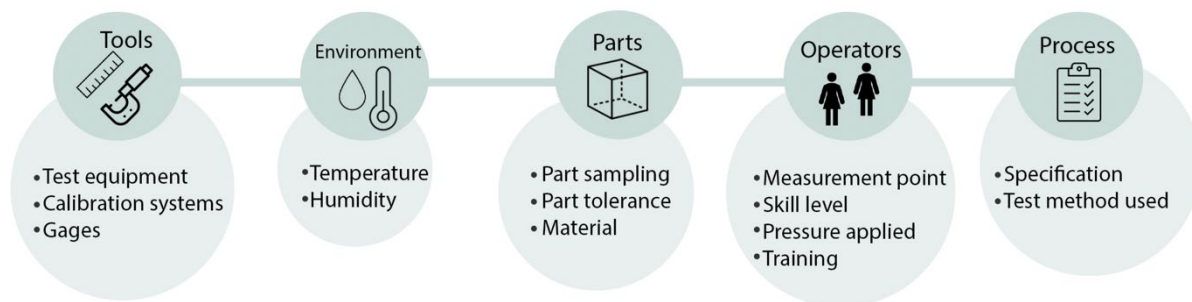 Tools
• Test equipment
• Calibration systems
• Gages
Environment
• Temperature
• Humidity
Parts
• Part sampling
• Part tolerance
• Material
Operators
• Measurement point
• Skill level
• Pressure applied
• Training
Process
• Specification
• Test method used